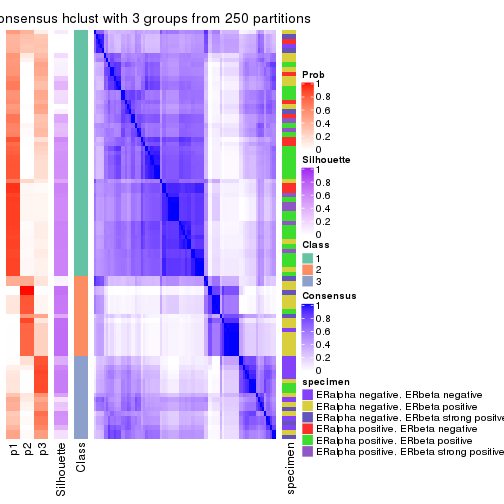 onsensus hclust with 3 groups from 250 partitions
Prob
1
0.8
0.6
0.4
0.2
0
Silhouette
1
0.8
0.6
0.4
0.2
0
Class
1
2
3
Consensus
1
0.8
0.6
0.4
0.2
0
specimen
ERalpha negative. ERbeta negative
ERalpha negative. ERbeta positive
ERalpha negative. ERbeta strong positive
ERalpha positive. ERbeta negative
ERalpha positive. ERbeta positive
ERalpha positive. ERbeta strong positive
p1
p2
p3
Silhouette
Class
specimen